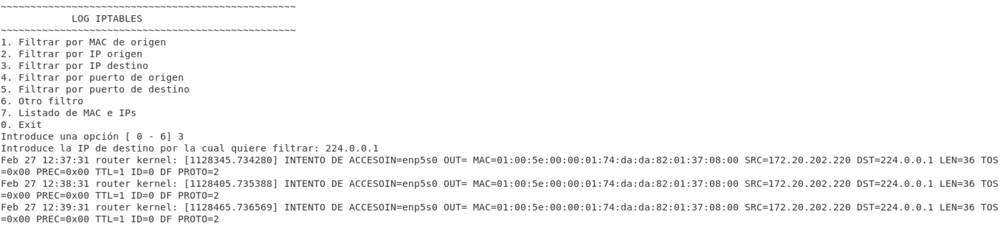 ~~~~~~~~~~~~~~~~~~~~~~~~~~~~~~~~~~~~~~~~~~~~~~~~~~
            LOG IPTABLES
~~~~~~~~~~~~~~~~~~~~~~~~~~~~~~~~~~~~~~~~~~~~~~~~~~
1. Filtrar por MAC de origen
2. Filtrar por IP origen
3. Filtrar por IP destino
4. Filtrar por puerto de origen
5. Filtrar por puerto de destino
6. Otro filtro
7. Listado de MAC e IPs
0. Exit
Introduce una opción [ 0 - 6] 3
Introduce la IP de destino por la cual quiere filtrar: 224.0.0.1
Feb 27 12:37:31 router kernel: [1128345.734280] INTENTO DE ACCESOIN=enp5s0 OUT= MAC=01:00:5e:00:00:01:74:da:da:82:01:37:08:00 SRC=172.20.202.220 DST=224.0.0.1 LEN=36 TOS
=0x00 PREC=0x00 TTL=1 ID=0 DF PROTO=2
Feb 27 12:38:31 router kernel: [1128405.735388] INTENTO DE ACCESOIN=enp5s0 OUT= MAC=01:00:5e:00:00:01:74:da:da:82:01:37:08:00 SRC=172.20.202.220 DST=224.0.0.1 LEN=36 TOS
=0x00 PREC=0x00 TTL=1 ID=0 DF PROTO=2
Feb 27 12:39:31 router kernel: [1128465.736569] INTENTO DE ACCESOIN=enp5s0 OUT= MAC=01:00:5e:00:00:01:74:da:da:82:01:37:08:00 SRC=172.20.202.220 DST=224.0.0.1 LEN=36 TOS
=0x00 PREC=0x00 TTL=1 ID=0 DF PROTO=2